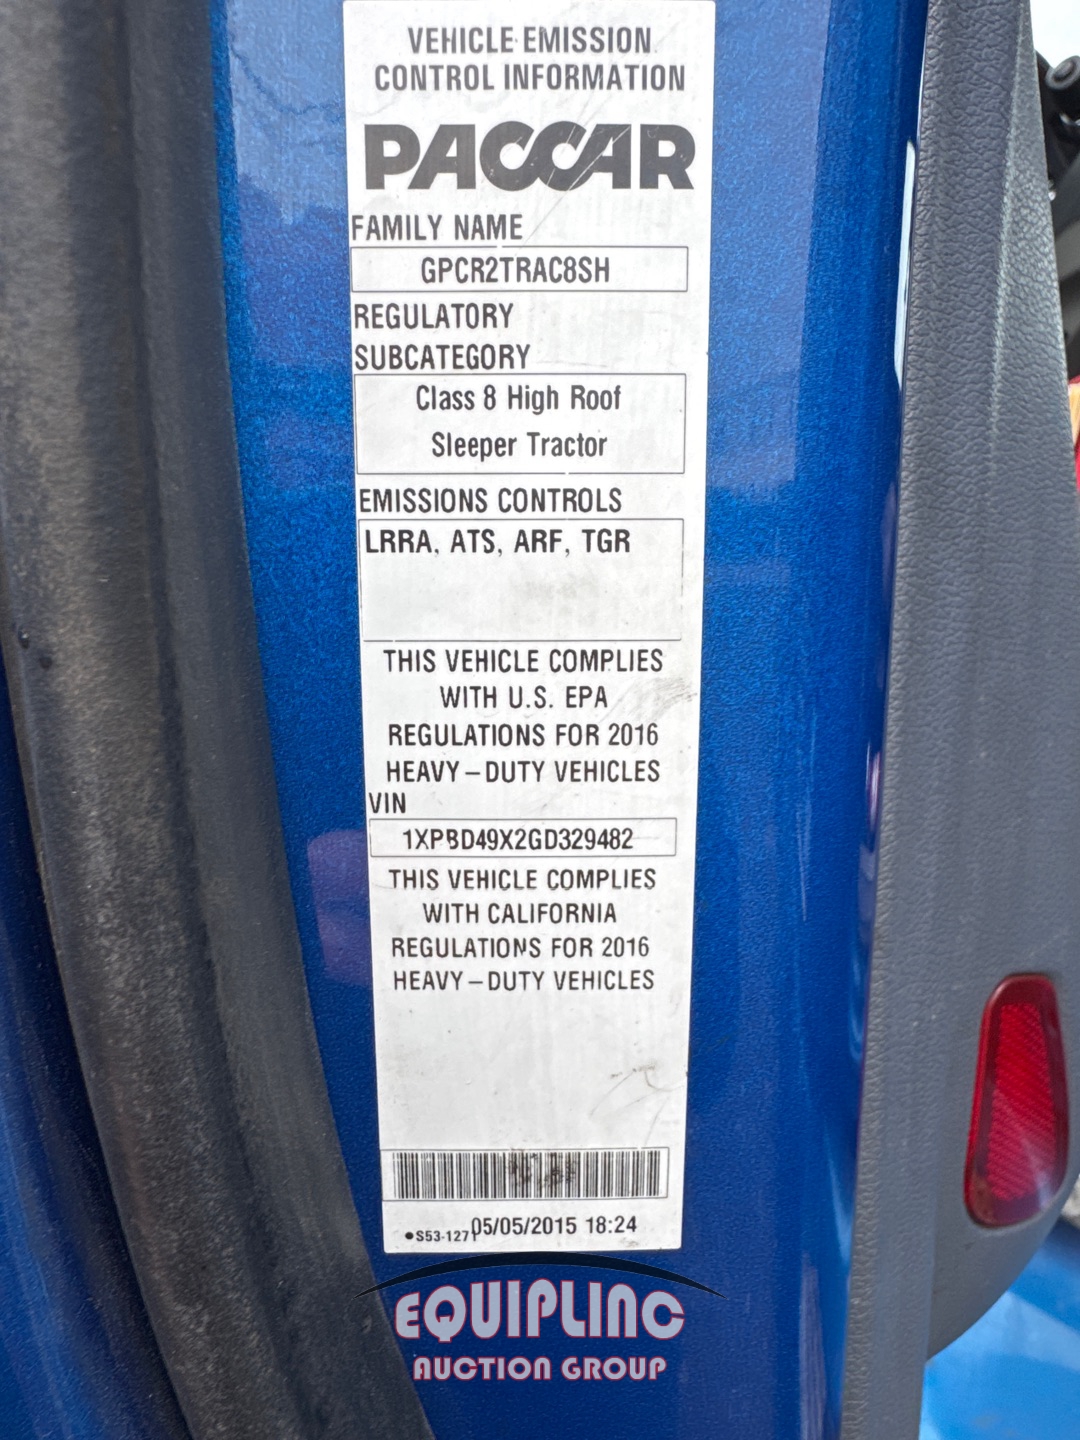 VEHICLE EMISSION
CONTROL INFORMATION
PACCAR
FAMILY NAME
GPCR2TRAC8SH
REGULATORY
SUBCATEGORY
Class 8 High Roof
Sleeper Tractor
EMISSIONS CONTROLS
LRRA, ATS, ARF, TGR
THIS VEHICLE COMPLIES
WITH U.S. EPA
REGULATIONS FOR 2016
HEAVY-DUTY VEHICLES
VIN
1XPBD49X2GD329482
THIS VEHICLE COMPLIES
WITH CALIFORNIA
REGULATIONS FOR 2016
HEAVY-DUTY VEHICLES
•S53-1271 05/05/2015 18:24
EQUIPLINC
AUCTION GROUP